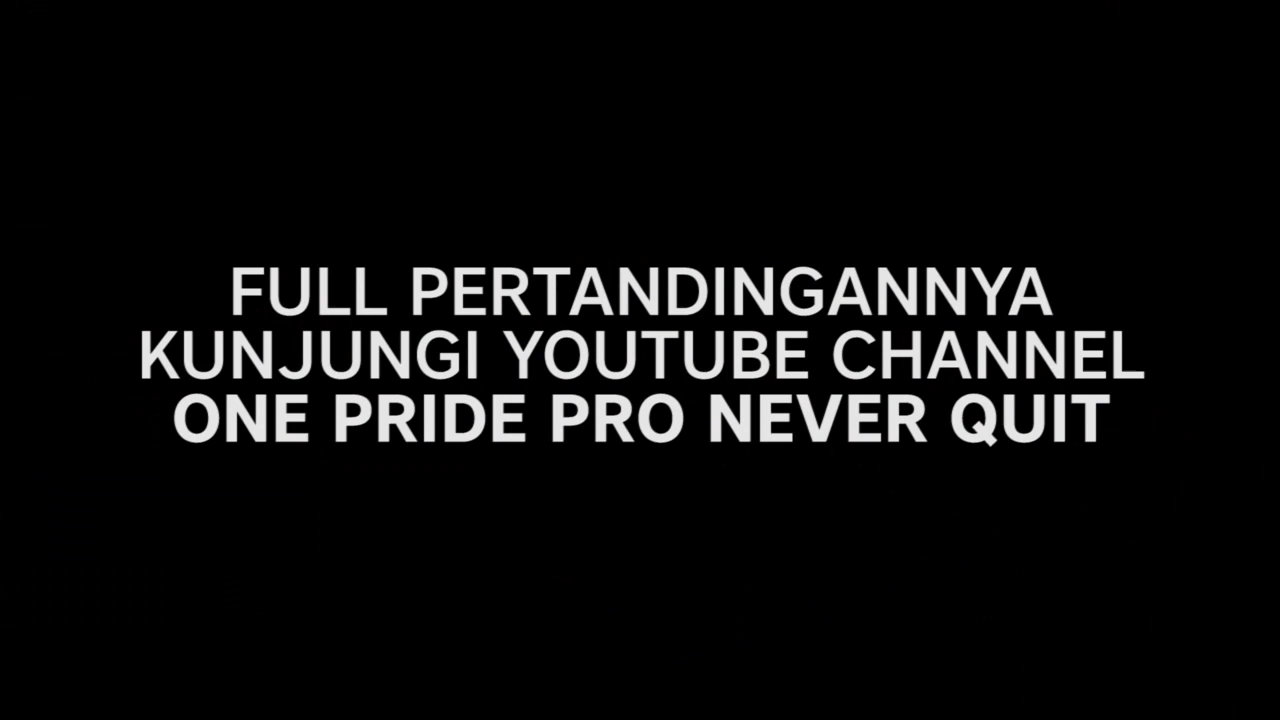 FULL PERTANDINGANNYA
KUNJUNGI YOUTUBE CHANNEL
ONE PRIDE PRO NEVER QUIT